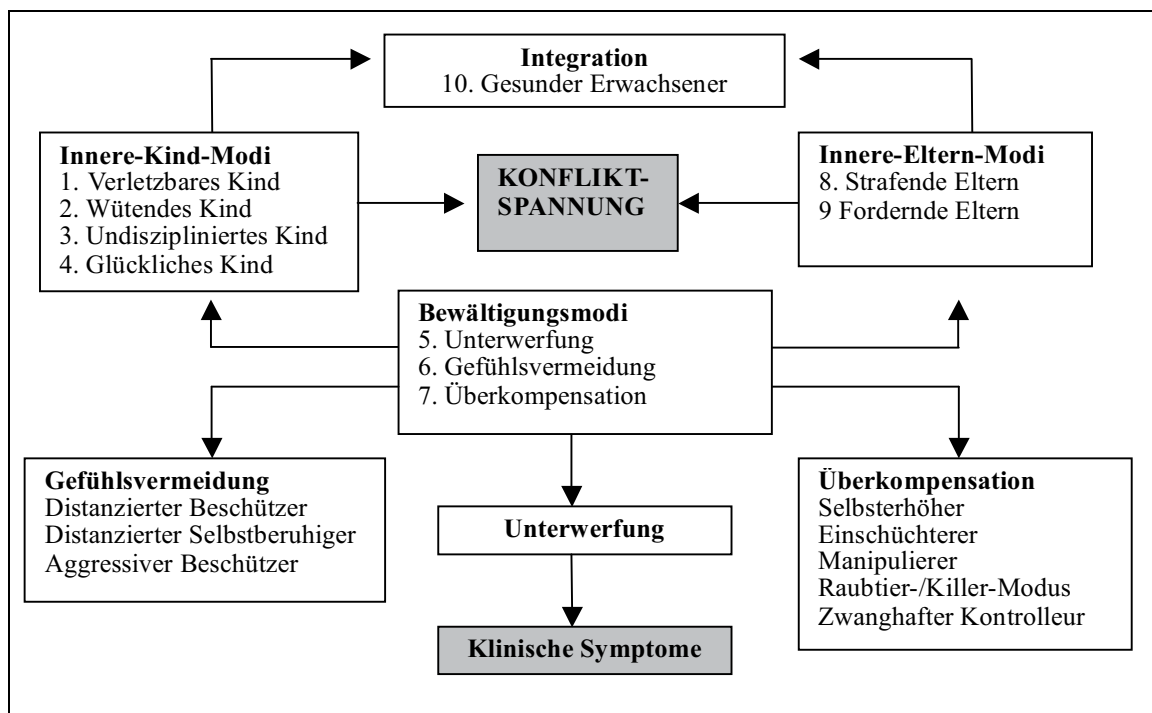 Integration
10. Gesunder Erwachsener
Innere-Kind-Modi
1. Verletzbares Kind
2. Wütendes Kind
3. Undiszipliniertes Kind
4. Glückliches Kind
KONFLIKT-
SPANNUNG
Innere-Eltern-Modi
8. Strafende Eltern
9 Fordernde Eltern
Bewältigungsmodi
5. Unterwerfung
6. Gefühlsvermeidung
7. Überkompensation
Gefühlsvermeidung
Distanzierter Beschützer
Distanzierter Selbstberuhiger
Aggressiver Beschützer
Unterwerfung
Klinische Symptome
Überkompensation
Selbsterhöher
Einschüchterer
Manipulierer
Raubtier-/Killer-Modus
Zwanghafter Kontrolleur